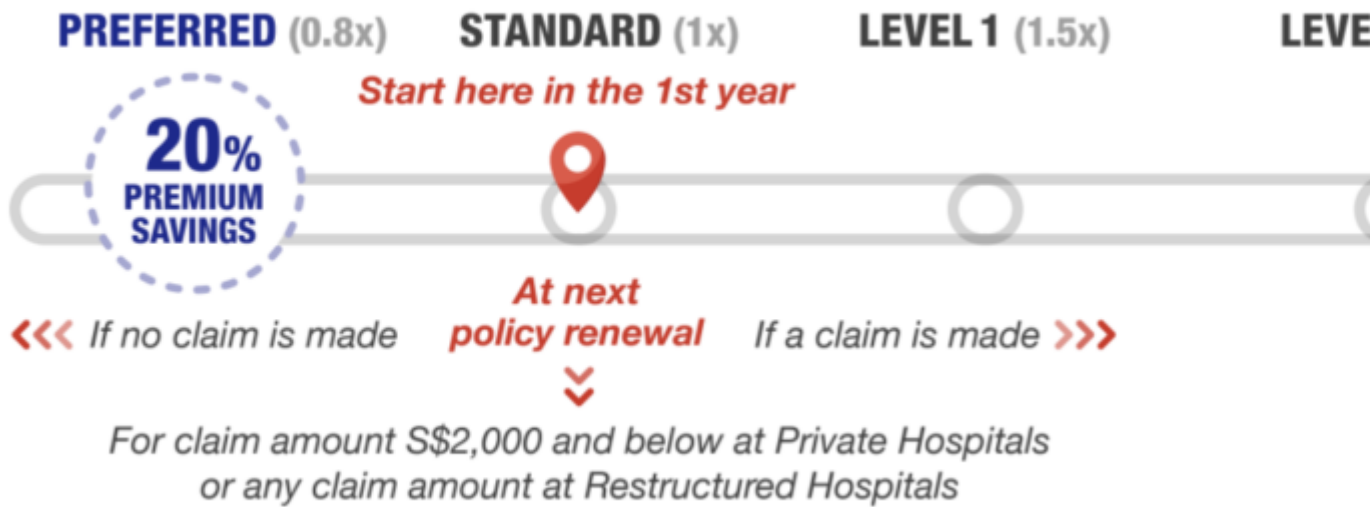 PREFERRED (0.8x) STANDARD (1x) LEVEL 1 (1.5x) LEVE
Start here in the 1st year
20%
PREMIUM
SAVINGS
At next
policy renewal
If no claim is made
If a claim is made
For claim amount S$2,000 and below at Private Hospitals
or any claim amount at Restructured Hospitals